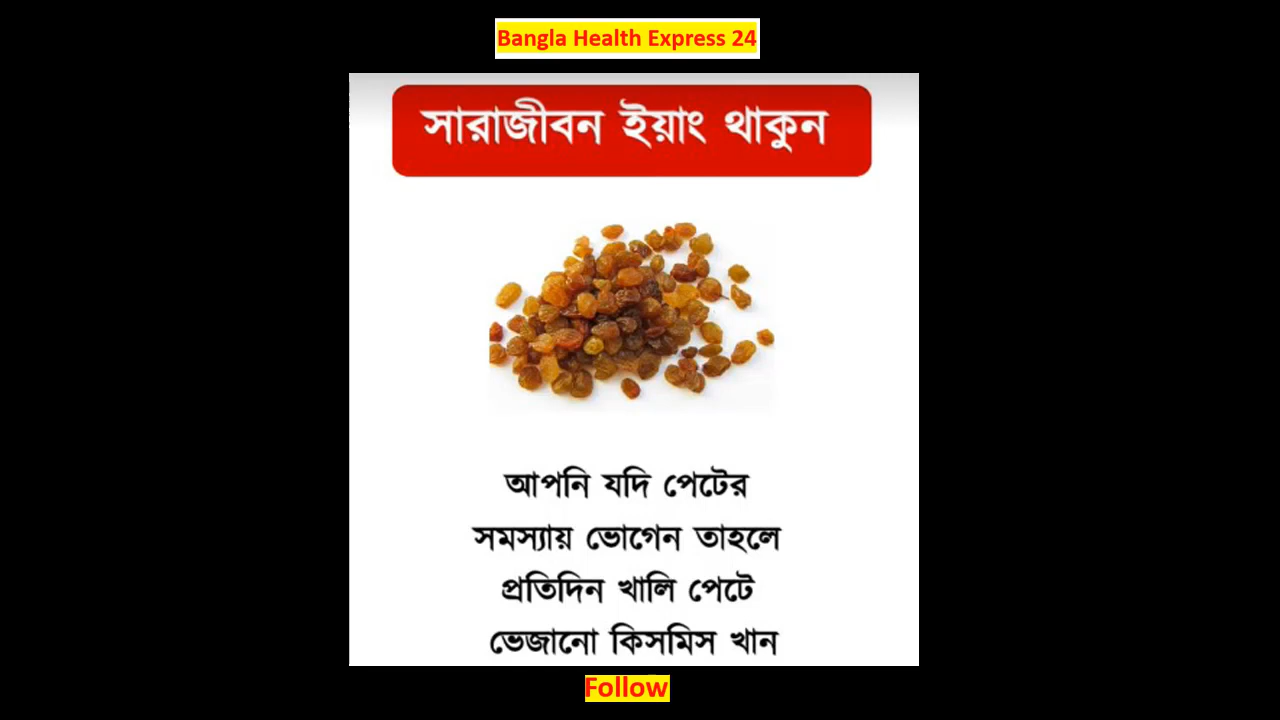 Bangla Health Express 24
সারাজীবন ইয়াং থাকুন
আপনি যদি পেটের
সমস্যায় ভোগেন তাহলে
প্রতিদিন খালি পেটে
ভেজানো কিসমিস খান
Follow